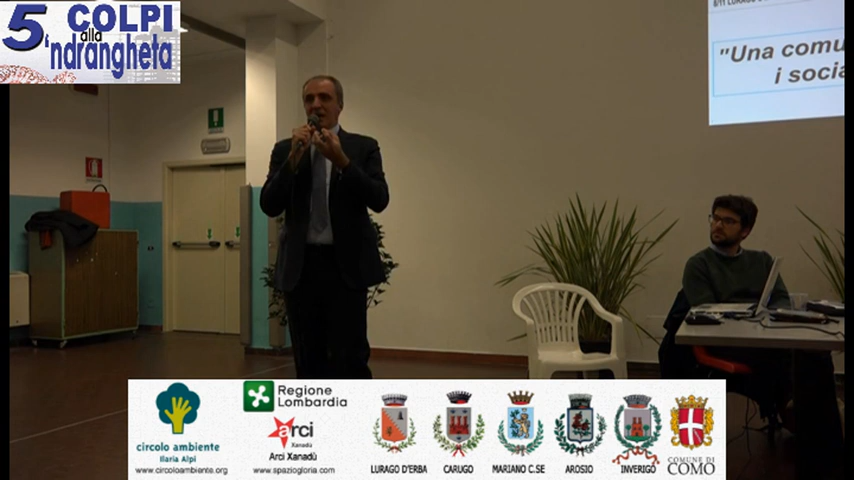 5 COLPI
alla
'ndrangheta
"Una comu
i socia
circolo ambiente
Ilaria Alpi
www.circoloambiente.org
Regione
Lombardia
arci
Xanadù
Arci Xanadù
www.spaziogloria.com
LURAGO D'ERBA
CARUGO
MARIANO C.SE
AROSIO
INVERIGO
COMUNE DI
COMO